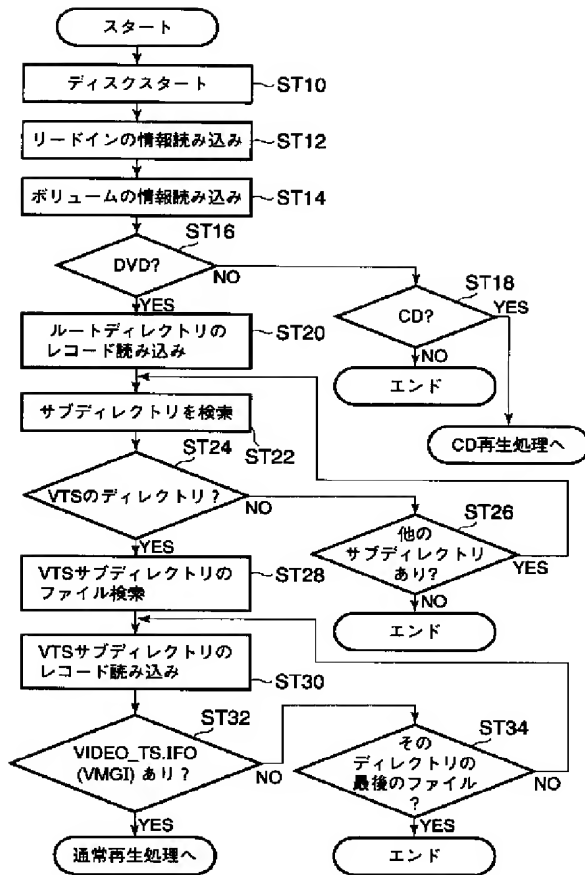 スタート
ディスクスタート
ST10
リードインの情報読み込み
ST12
ボリュームの情報読み込み
ST14
ST16
DVD?
NO
YES
ST18
CD?
YES
NO
エンド
CD再生処理へ
ルートディレクトリの
レコード読み込み
ST20
サブディレクトリを検索
ST22
ST24
VTSのディレクトリ?
NO
YES
ST26
他の
サブディレクトリ
あり?
YES
NO
エンド
VTSサブディレクトリの
ファイル検索
ST28
VTSサブディレクトリの
レコード読み込み
ST30
ST32
VIDEO_TS.IFO
(VMGI) あり?
NO
YES
通常再生処理へ
ST34
その
ディレクトリの
最後のファイル
?
NO
YES
エンド